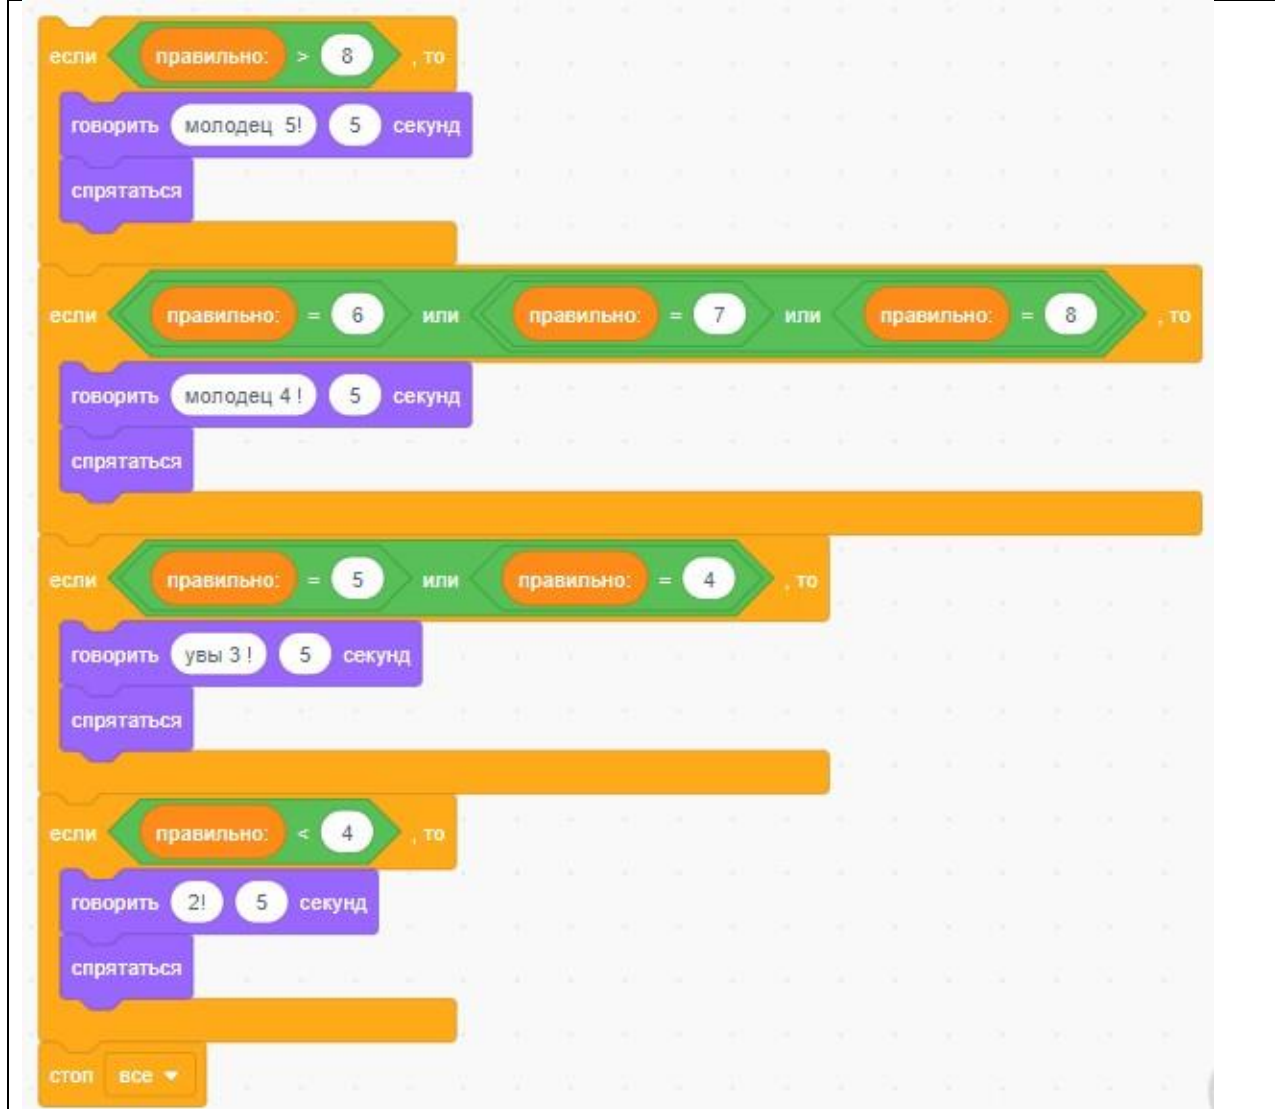 если правильно: > 8 , то
говорить молодец 5! 5 секунд
спрятаться
если правильно: = 6 или правильно: = 7 или правильно: = 8 , то
говорить молодец 4 ! 5 секунд
спрятаться
если правильно: = 5 или правильно: = 4 , то
говорить увы 3 ! 5 секунд
спрятаться
если правильно: < 4 , то
говорить 2! 5 секунд
спрятаться
стоп все